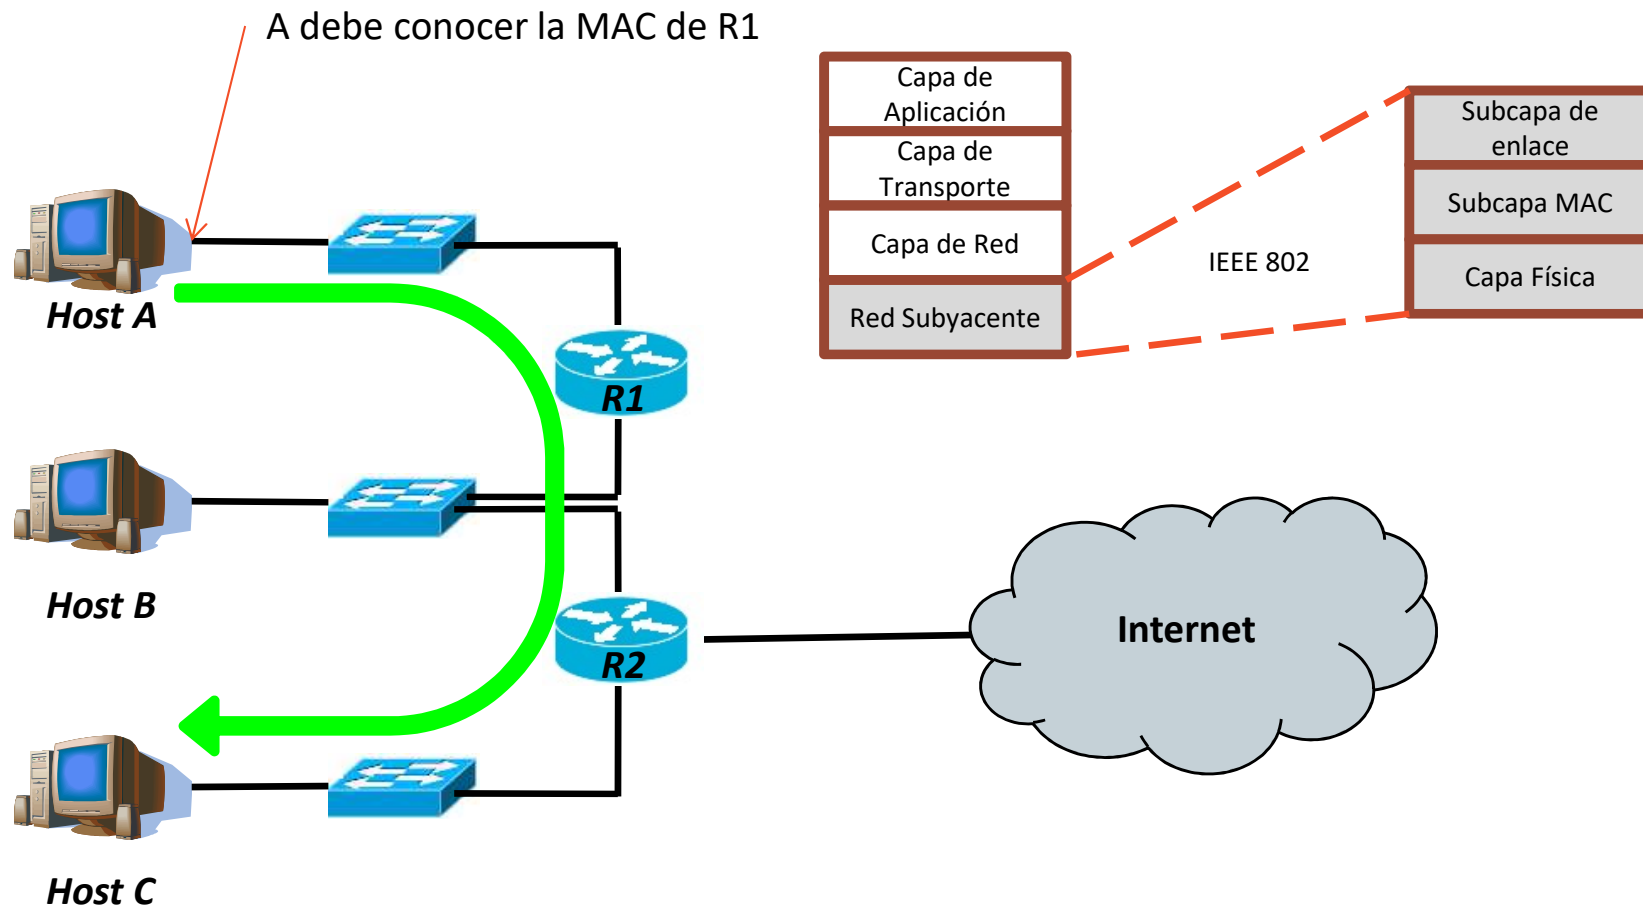 A debe conocer la MAC de R1
Capa de
Aplicación
Capa de
Transporte
Capa de Red
Red Subyacente
IEEE 802
Subcapa de
enlace
Subcapa MAC
Capa Física
Host A
R1
Host B
R2
Internet
Host C